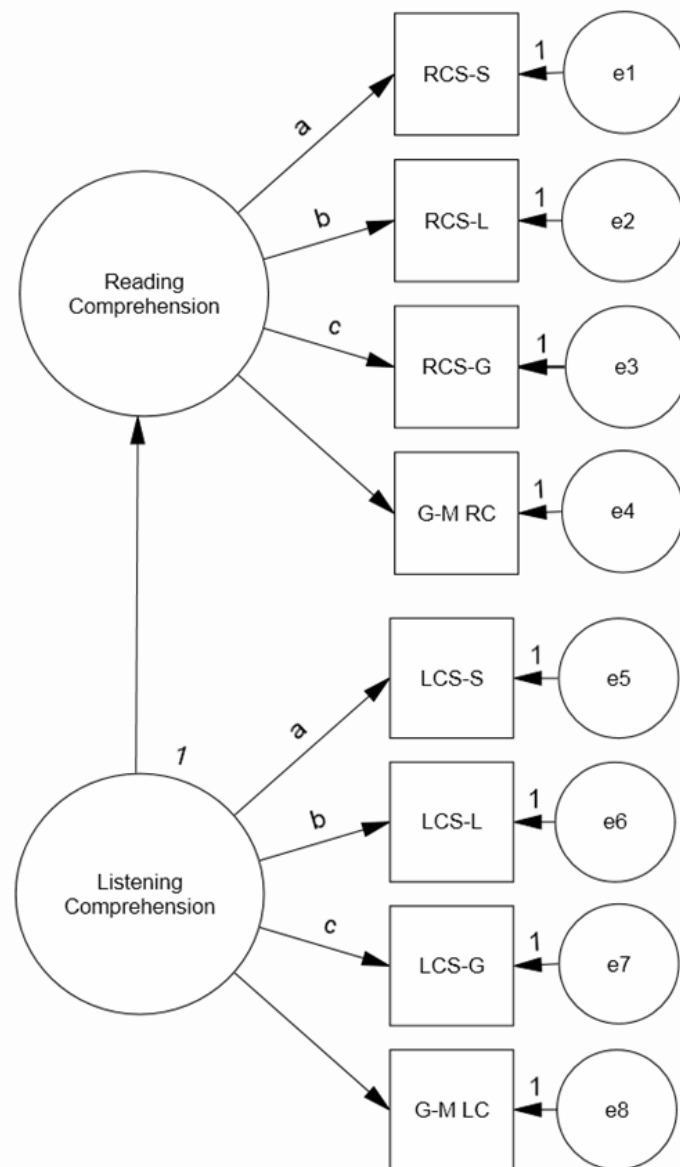 RCS-S
1
e1
a
RCS-L
1
e2
b
Reading
Comprehension
RCS-G
1
e3
c
G-M RC
1
e4
LCS-S
1
e5
a
1
LCS-L
1
e6
b
Listening
Comprehension
LCS-G
1
e7
c
G-M LC
1
e8